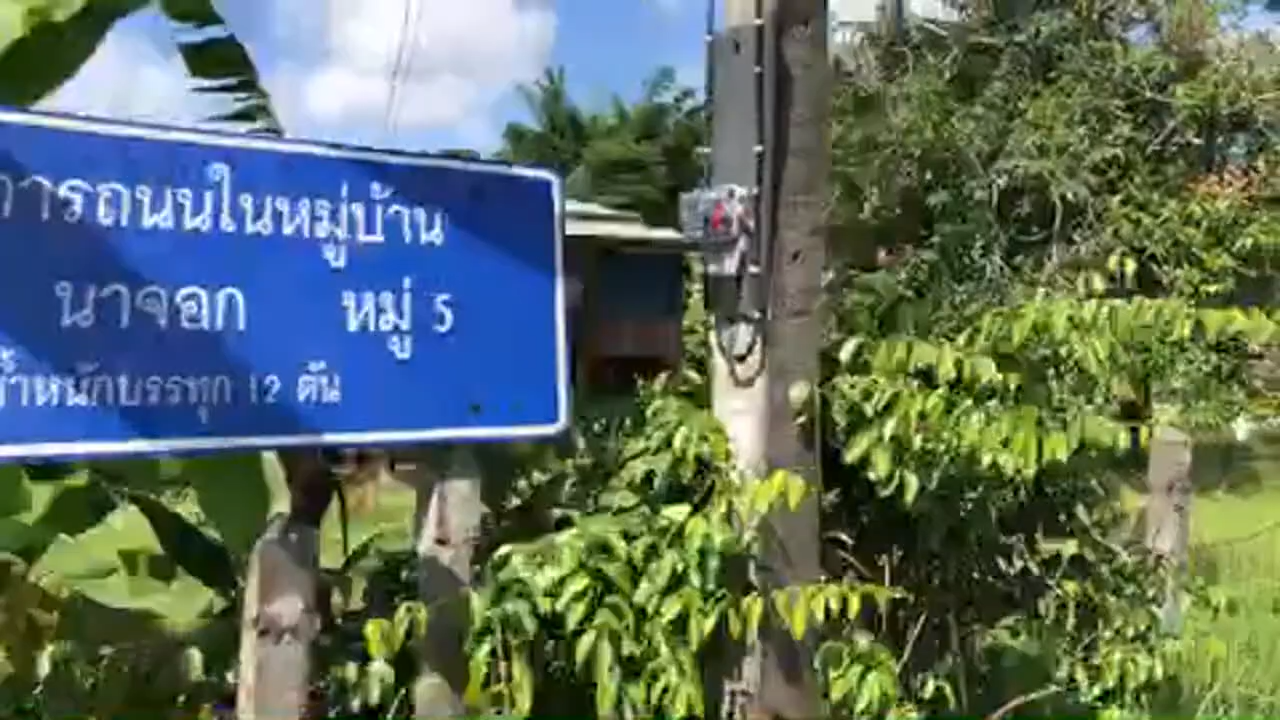 การถนนในหมู่บ้าน
นาจอก หมู่ 5
น้ำหนักบรรทุก 12 ตัน